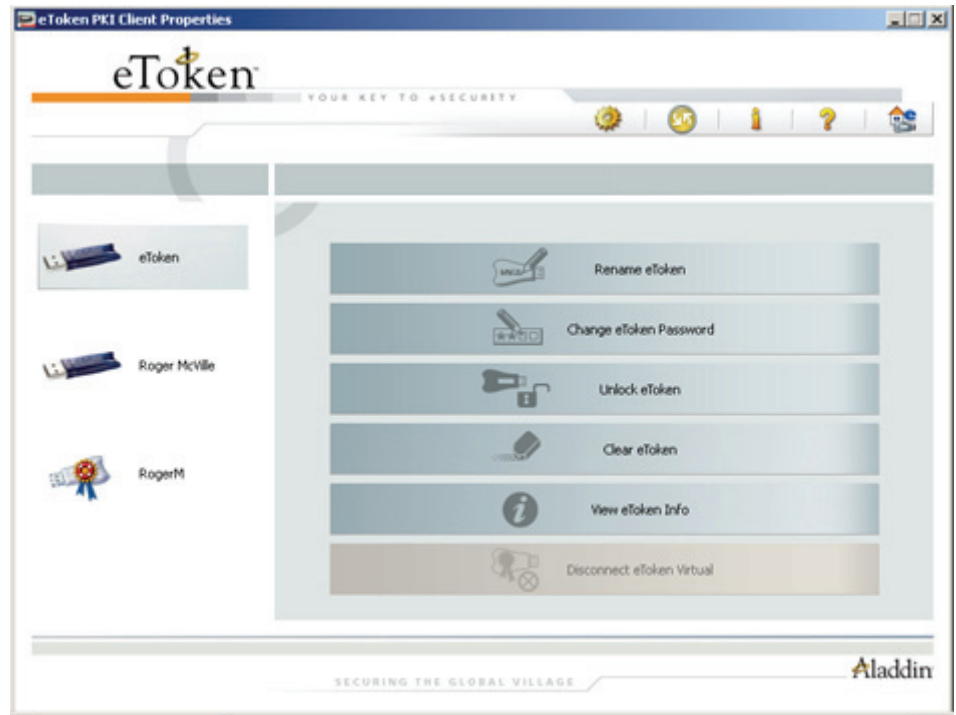 eToken PKI Client Properties
eToken™
YOUR KEY TO eSECURITY
eToken
Roger McVille
RogerM
Rename eToken
Change eToken Password
Unlock eToken
Clear eToken
View eToken Info
Disconnect eToken Virtual
SECURING THE GLOBAL VILLAGE
Aladdin